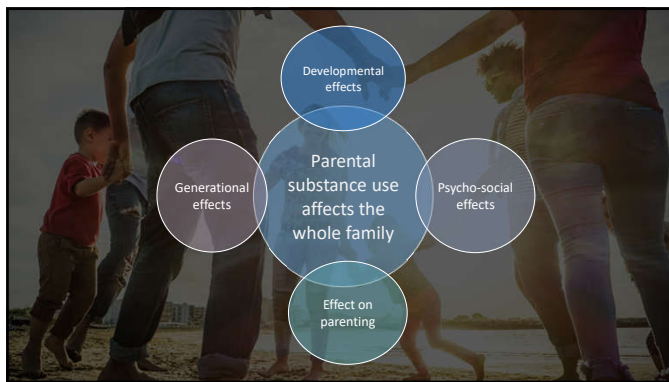 Developmental
effects
Generational
effects
Parental
substance use
affects the
whole family
Psycho-social
effects
Effect on
parenting